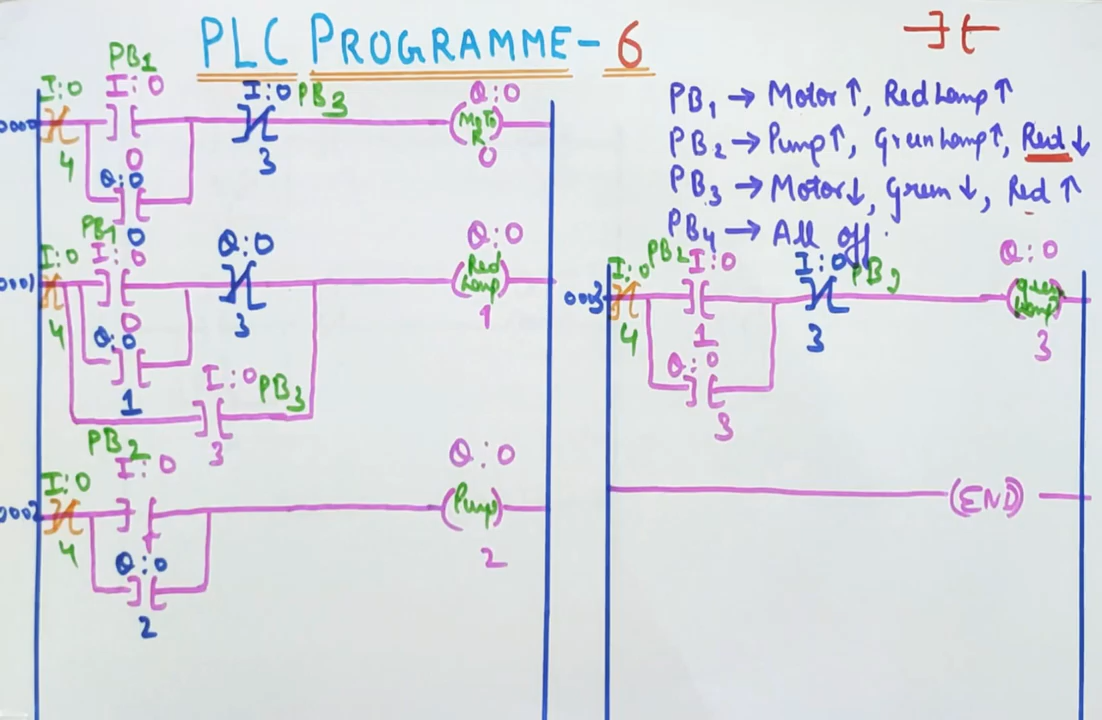 PLC PROGRAMME-6
PB1
I:0 I:0 I:0 PB3 Q:0
0000 MoToR
4 0 3 0
Q:0
0
PB1
I:0 I:0 Q:0 Q:0
0001 Red Lamp
4 0 3 1
Q:0
1
I:0 PB3
3
PB2
I:0 I:0 Q:0
0002 Pump
4 1 2
Q:0
2
PB1 → Motor ↑, Red Lamp ↑
PB2 → Pump ↑, Green Lamp ↑, Red ↓
PB3 → Motor ↓, Green ↓, Red ↑
PB4 → All off
I:0 PB2 I:0 I:0 PB3 Q:0
0003 Green Lamp
4 1 3 3
Q:0
3
(END)